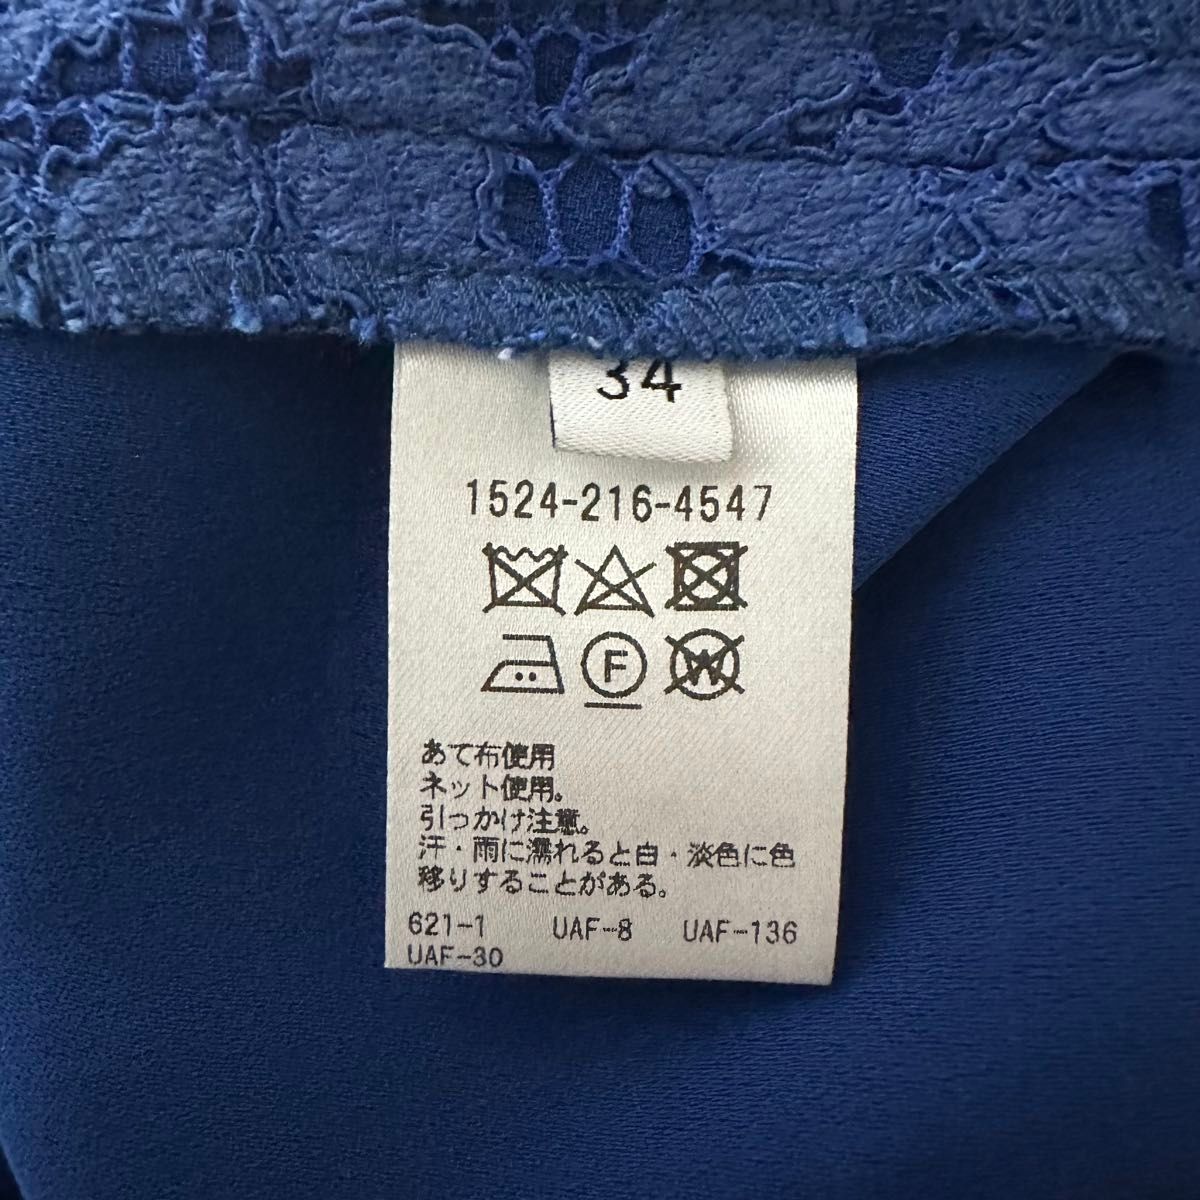 34
1524-216-4547
F
W
あて布使用
ネット使用。
引っかけ注意。
汗・雨に濡れると白・淡色に色
移りすることがある。
621-1 UAF-8 UAF-136
UAF-30